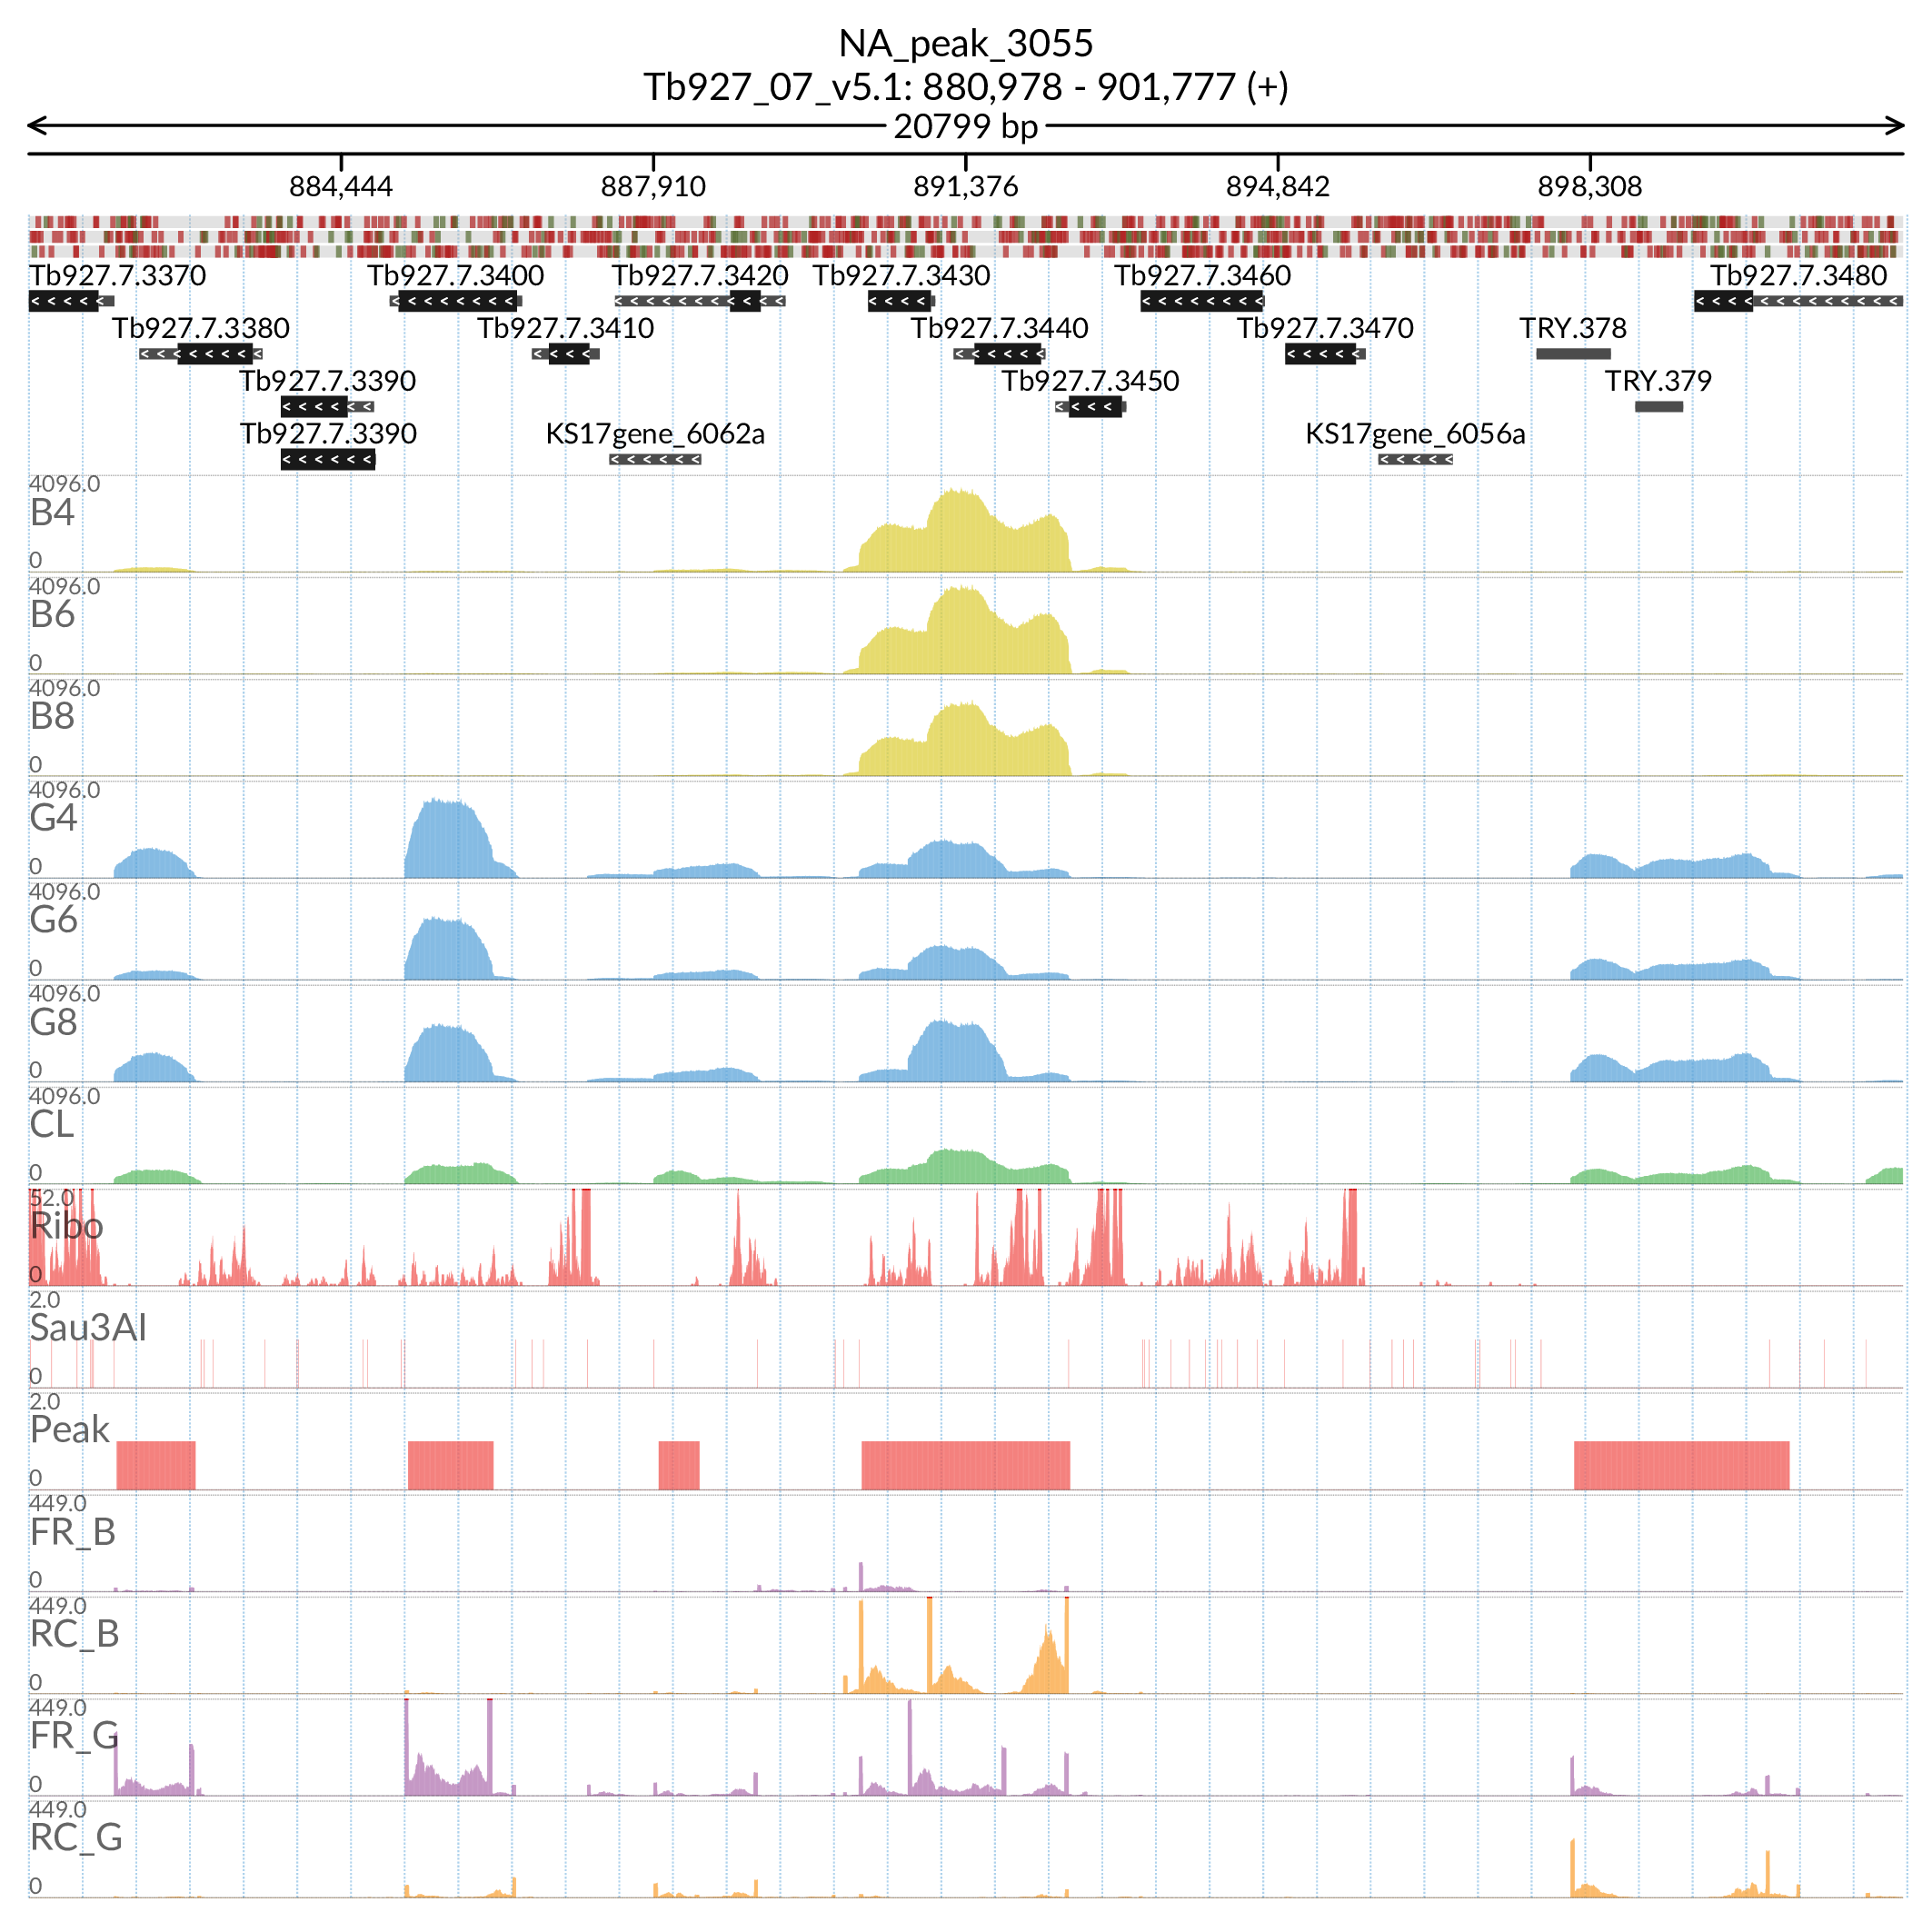 NA_peak_3055
Tb927_07_v5.1: 880,978 - 901,777 (+)
20799 bp
884,444 887,910 891,376 894,842 898,308
Tb927.7.3370 Tb927.7.3400 Tb927.7.3420 Tb927.7.3430 Tb927.7.3460 Tb927.7.3480
Tb927.7.3380 Tb927.7.3410 Tb927.7.3440 Tb927.7.3470 TRY.378
Tb927.7.3390 Tb927.7.3450 TRY.379
Tb927.7.3390 KS17gene_6062a KS17gene_6056a
4096.0
B4
0
4096.0
B6
0
4096.0
B8
0
4096.0
G4
0
4096.0
G6
0
4096.0
G8
0
4096.0
CL
0
52.0
Ribo
0
2.0
Sau3AI
0
2.0
Peak
0
449.0
FR_B
0
449.0
RC_B
0
449.0
FR_G
0
449.0
RC_G
0